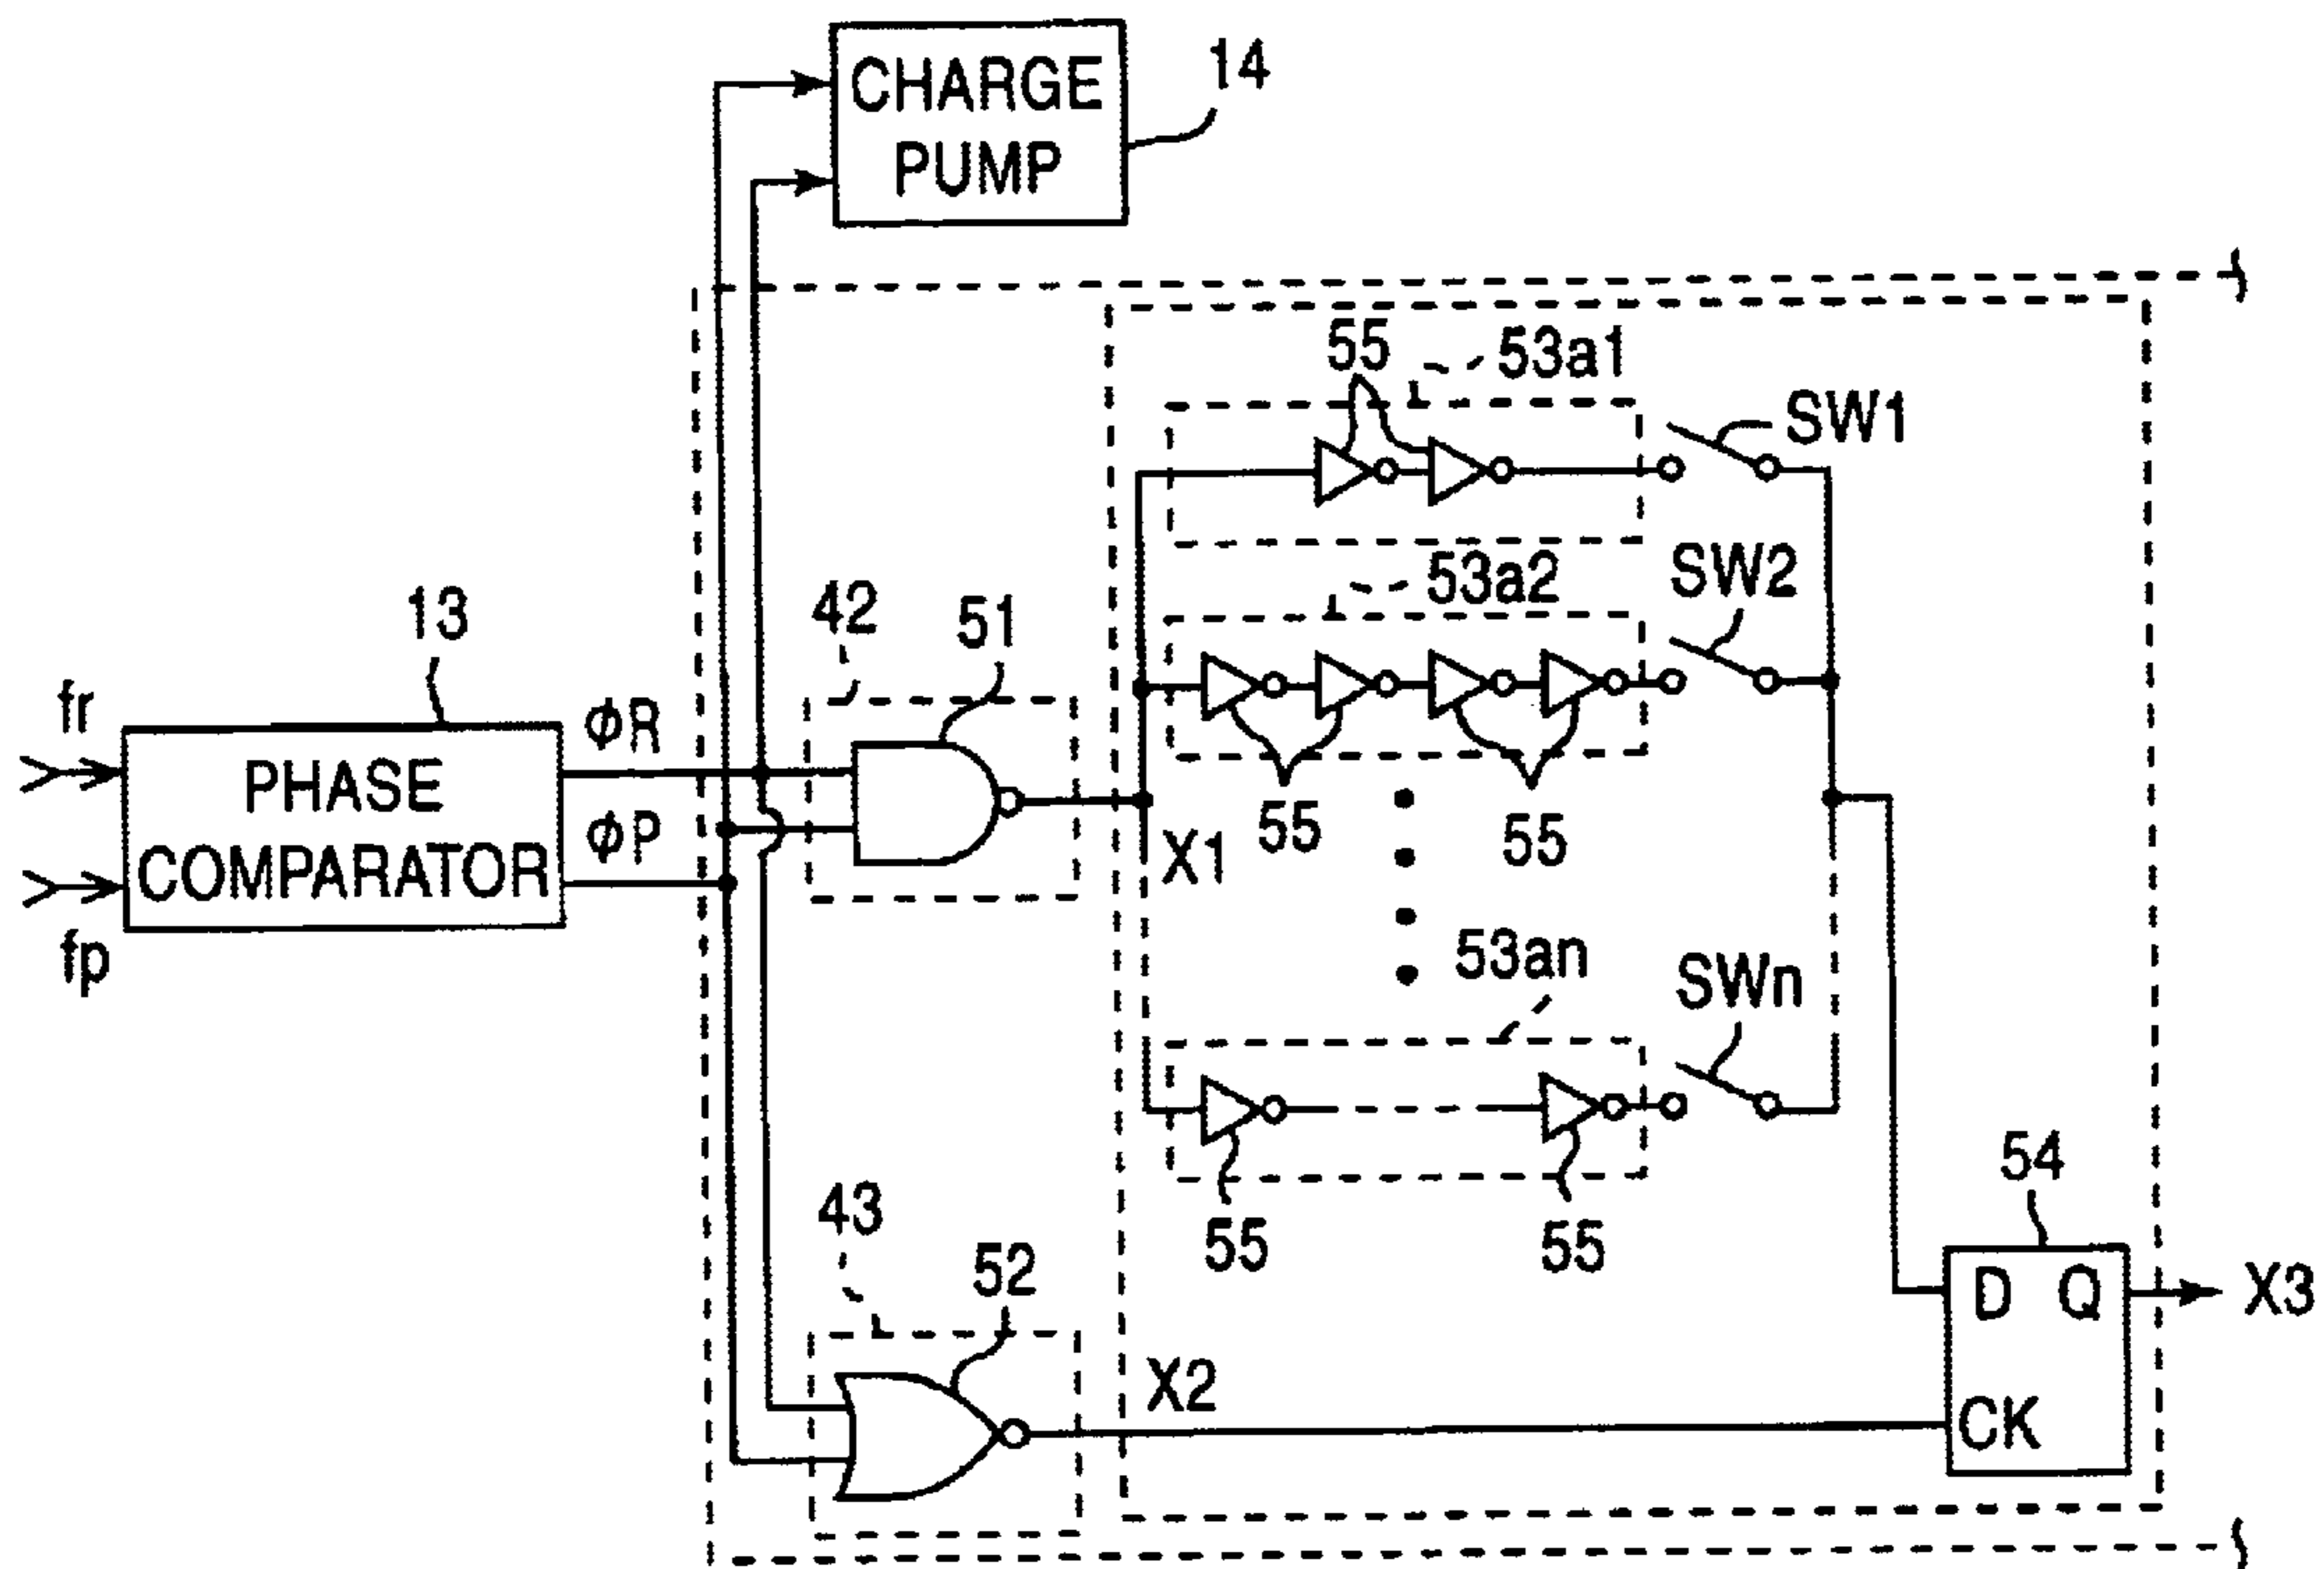 CHARGE
PUMP
14
55
53a1
SW1
53a2
SW2
13
42
51
fr
ϕR
PHASE
COMPARATOR
ϕP
fp
X1
55
55
53an
SWn
55
55
43
52
54
D Q
X3
X2
CK